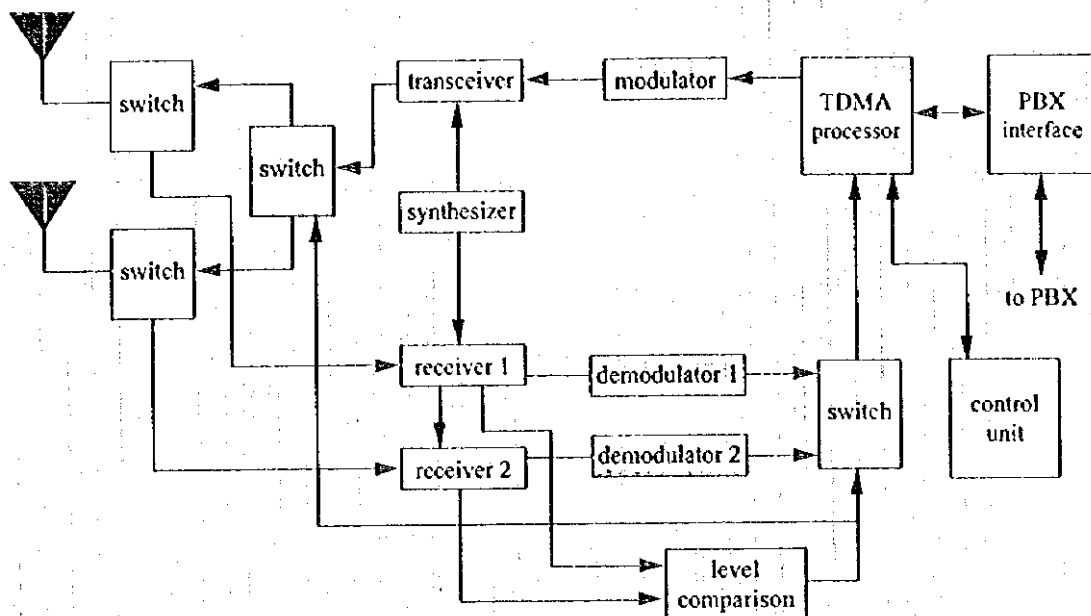 transceiver
modulator
TDMA
processor
PBX
interface
switch
switch
switch
synthesizer
to PBX
receiver 1
demodulator 1
switch
control
unit
receiver 2
demodulator 2
level
comparison